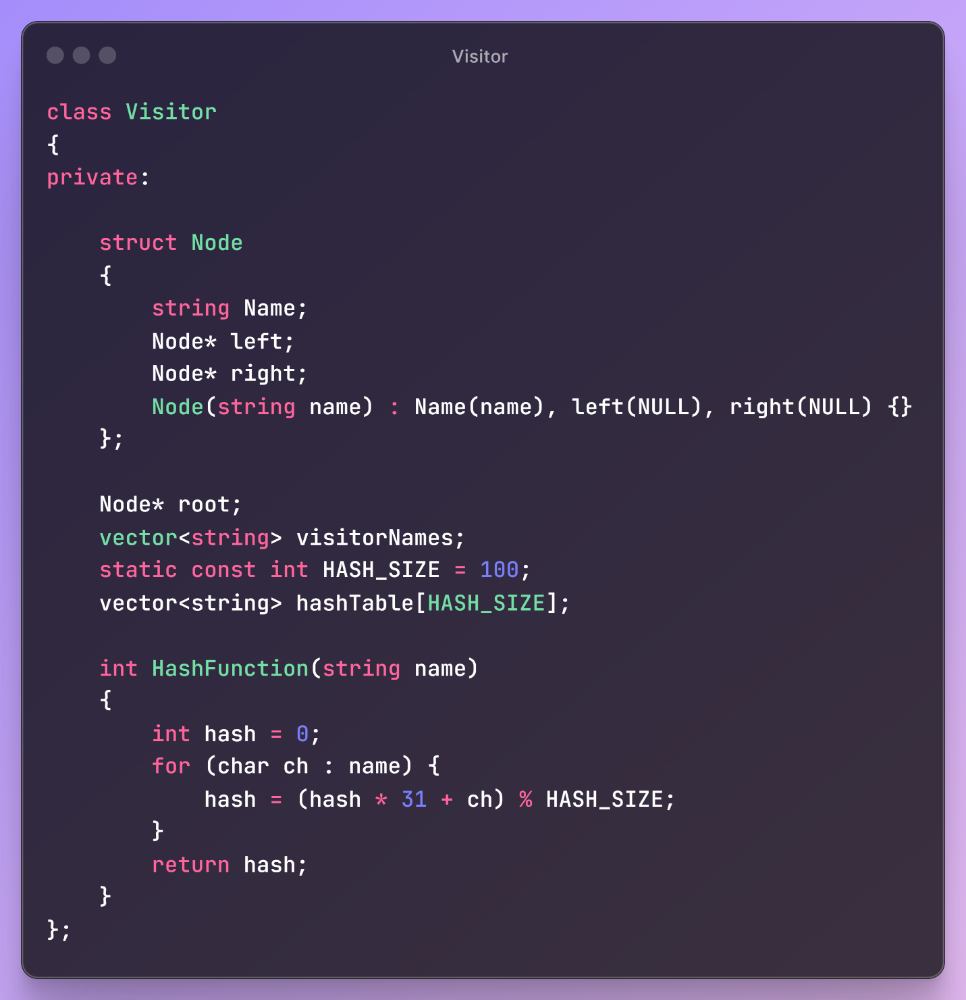 Visitor
class Visitor
{
private:
    struct Node
    {
        string Name;
        Node* left;
        Node* right;
        Node(string name) : Name(name), left(NULL), right(NULL) {}
    };
    Node* root;
    vector<string> visitorNames;
    static const int HASH_SIZE = 100;
    vector<string> hashTable[HASH_SIZE];
    int HashFunction(string name)
    {
        int hash = 0;
        for (char ch : name) {
            hash = (hash * 31 + ch) % HASH_SIZE;
        }
        return hash;
    }
};